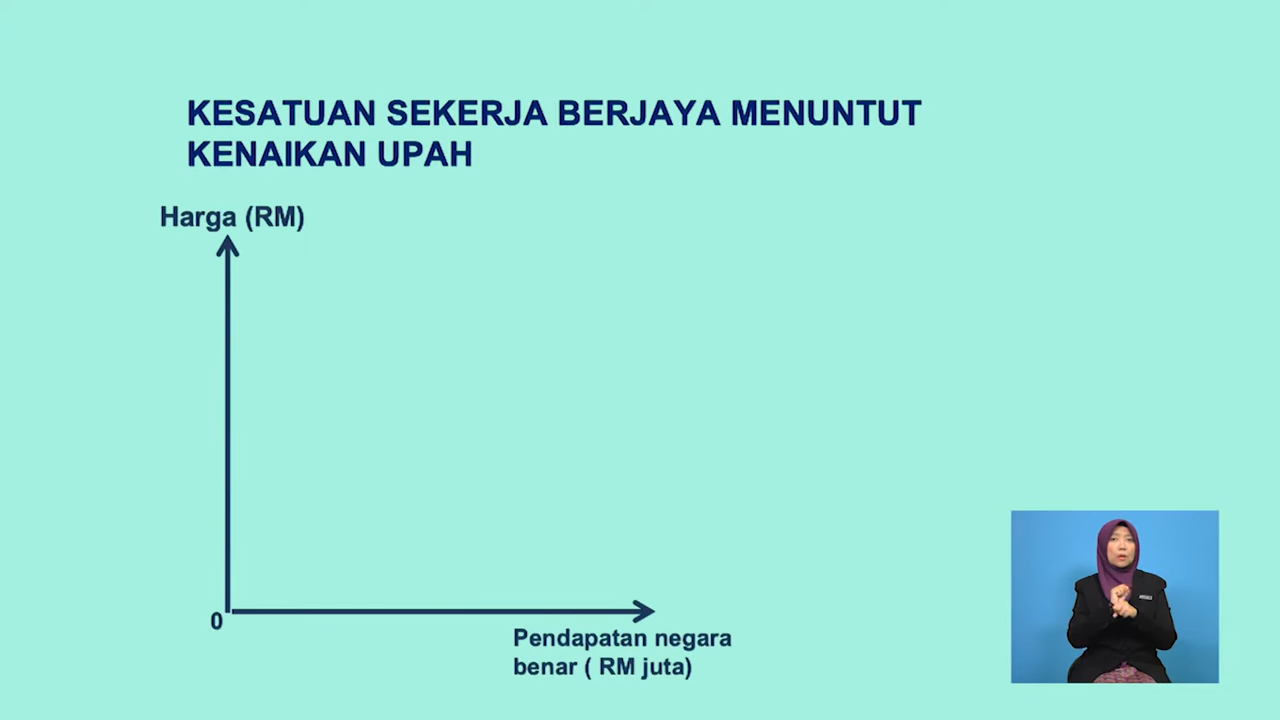 KESATUAN SEKERJA BERJAYA MENUNTUT
KENAIKAN UPAH
Harga (RM)
0
Pendapatan negara
benar ( RM juta)